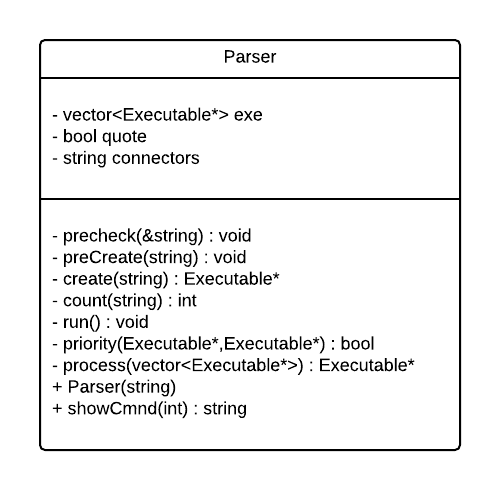 Parser
- vector<Executable*> exe
- bool quote
- string connectors
- precheck(&string) : void
- preCreate(string) : void
- create(string) : Executable*
- count(string) : int
- run() : void
- priority(Executable*,Executable*) : bool
- process(vector<Executable*>) : Executable*
+ Parser(string)
+ showCmnd(int) : string